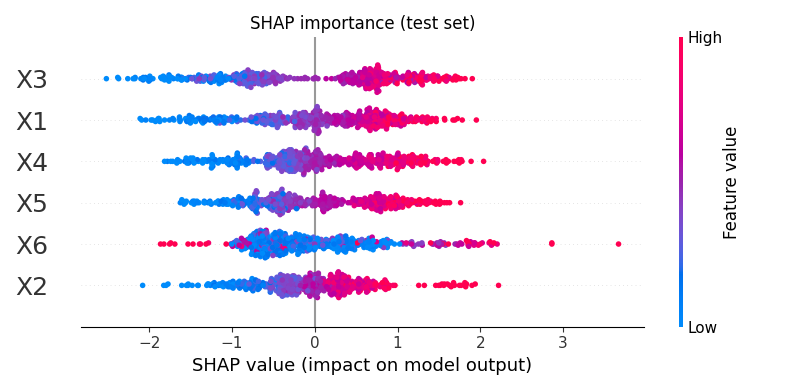 SHAP importance (test set)
High
X3
X1
X4
X5
X6
X2
Feature value
Low
−2 −1 0 1 2 3
SHAP value (impact on model output)